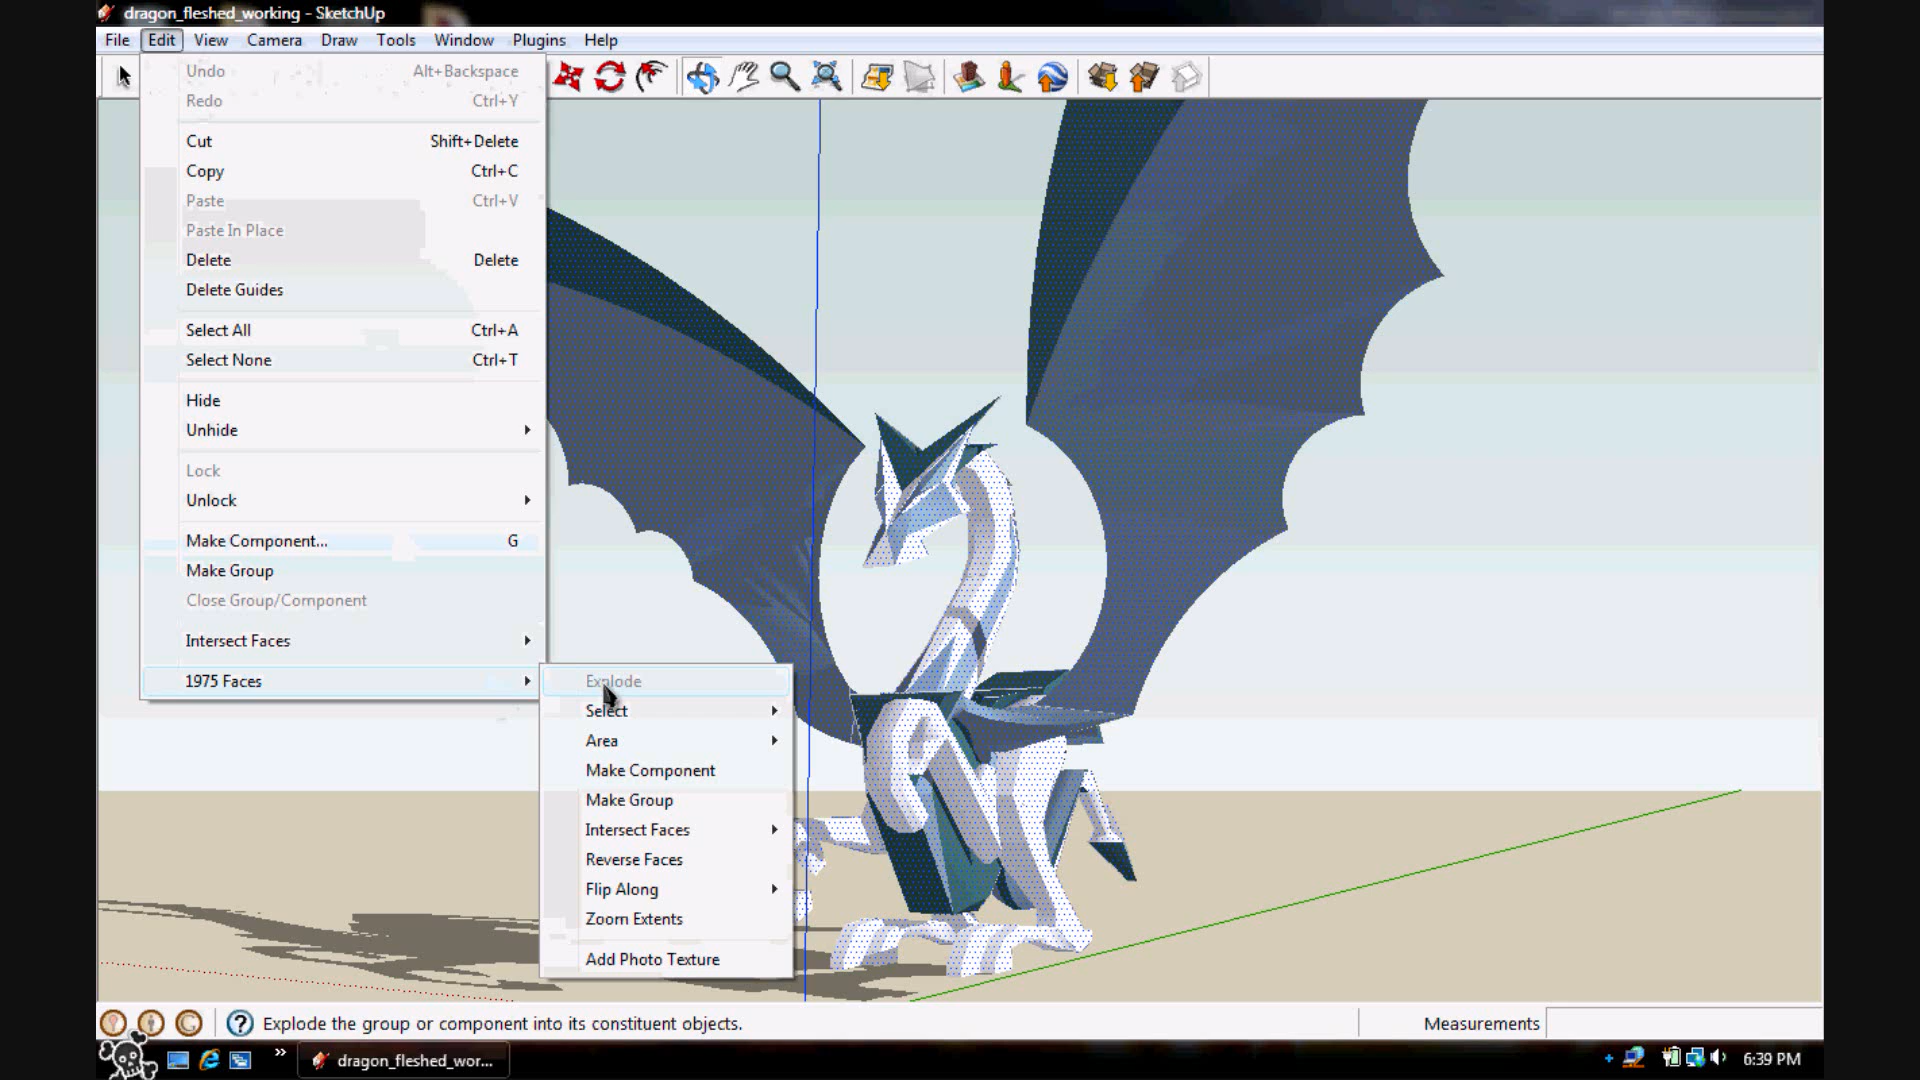 dragon_fleshed_working - SketchUp
File Edit View Camera Draw Tools Window Plugins Help
Undo Alt+Backspace
Redo Ctrl+Y
Cut Shift+Delete
Copy Ctrl+C
Paste Ctrl+V
Paste In Place
Delete Delete
Delete Guides
Select All Ctrl+A
Select None Ctrl+T
Hide
Unhide
Lock
Unlock
Make Component... G
Make Group
Close Group/Component
Intersect Faces
1975 Faces
Explode
Select
Area
Make Component
Make Group
Intersect Faces
Reverse Faces
Flip Along
Zoom Extents
Add Photo Texture
Explode the group or component into its constituent objects.
Measurements
dragon_fleshed_wor...
6:39 PM